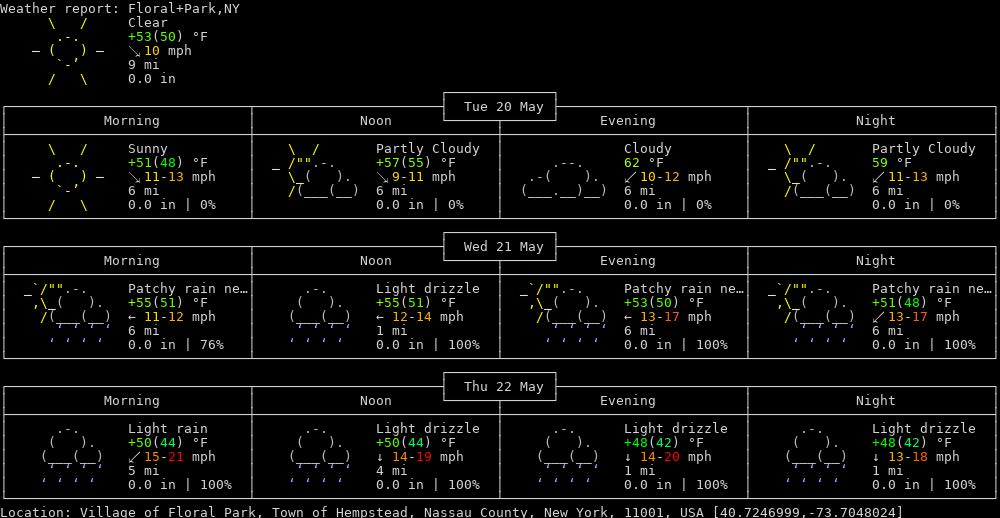 Weather report: Floral+Park,NY
Clear
+53(50) °F
↘ 10 mph
9 mi
0.0 in
Tue 20 May
Morning Noon Evening Night
Sunny Partly Cloudy Cloudy Partly Cloudy
+51(48) °F +57(55) °F 62 °F 59 °F
↘ 11-13 mph ↘ 9-11 mph ↙ 10-12 mph ↙ 11-13 mph
6 mi 6 mi 6 mi 6 mi
0.0 in | 0% 0.0 in | 0% 0.0 in | 0% 0.0 in | 0%
Wed 21 May
Morning Noon Evening Night
Patchy rain ne… Light drizzle Patchy rain ne… Patchy rain ne…
+55(51) °F +55(51) °F +53(50) °F +51(48) °F
← 11-12 mph ← 12-14 mph ← 13-17 mph ↙ 13-17 mph
6 mi 1 mi 6 mi 6 mi
0.0 in | 76% 0.0 in | 100% 0.0 in | 100% 0.0 in | 100%
Thu 22 May
Morning Noon Evening Night
Light rain Light drizzle Light drizzle Light drizzle
+50(44) °F +50(44) °F +48(42) °F +48(42) °F
↙ 15-21 mph ↓ 14-19 mph ↓ 14-20 mph ↓ 13-18 mph
5 mi 4 mi 1 mi 1 mi
0.0 in | 100% 0.0 in | 100% 0.0 in | 100% 0.0 in | 100%
Location: Village of Floral Park, Town of Hempstead, Nassau County, New York, 11001, USA [40.7246999,-73.7048024]